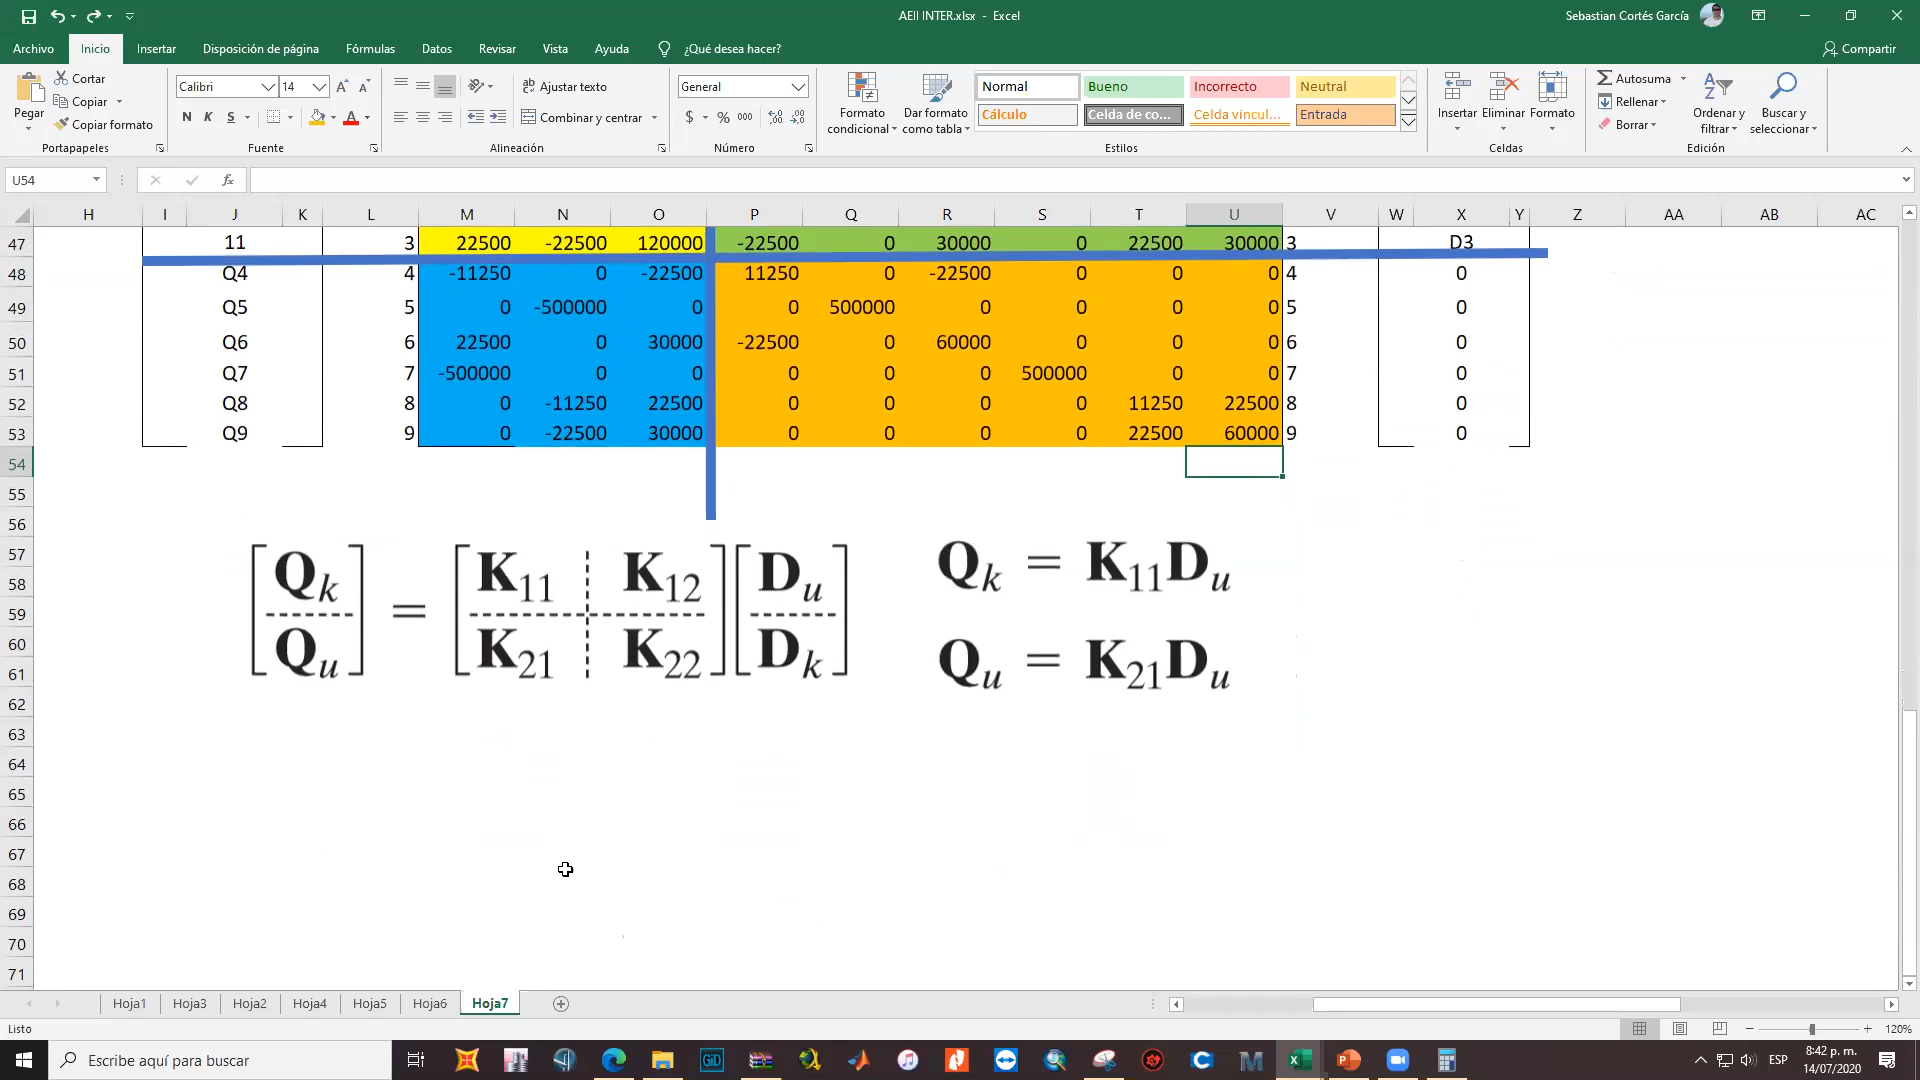 AEII INTER.xlsx - Excel
Sebastian Cortés García
Archivo Inicio Insertar Disposición de página Fórmulas Datos Revisar Vista Ayuda ¿Qué desea hacer? Compartir
Pegar
Cortar
Copiar
Copiar formato
Portapapeles
Calibri 14
N K S
Fuente
Ajustar texto
Combinar y centrar
Alineación
General
$ % 000
Número
Formato condicional
Dar formato como tabla
Normal Bueno Incorrecto Neutral
Cálculo Celda de co... Celda vincul... Entrada
Estilos
Insertar Eliminar Formato
Celdas
Autosuma
Rellenar
Borrar
Ordenar y filtrar
Buscar y seleccionar
Edición
U54 fx
H I J K L M N O P Q R S T U V W X Y Z AA AB AC
47 11 3 22500 -22500 120000 -22500 0 30000 0 22500 30000 3 D3
48 Q4 4 -11250 0 -22500 11250 0 -22500 0 0 0 4 0
49 Q5 5 0 -500000 0 0 500000 0 0 0 0 5 0
50 Q6 6 22500 0 30000 -22500 0 60000 0 0 0 6 0
51 Q7 7 -500000 0 0 0 0 0 500000 0 0 7 0
52 Q8 8 0 -11250 22500 0 0 0 0 11250 22500 8 0
53 Q9 9 0 -22500 30000 0 0 0 0 22500 60000 9 0
54
55
56
57
58
59
60
61
62
63
64
65
66
67
68
69
70
71
Qk = K11 K12 Du
Qu K21 K22 Dk
Qk = K11Du
Qu = K21Du
Hoja1 Hoja3 Hoja2 Hoja4 Hoja5 Hoja6 Hoja7
Listo
120%
Escribe aquí para buscar
GiD
ESP
8:42 p. m.
14/07/2020